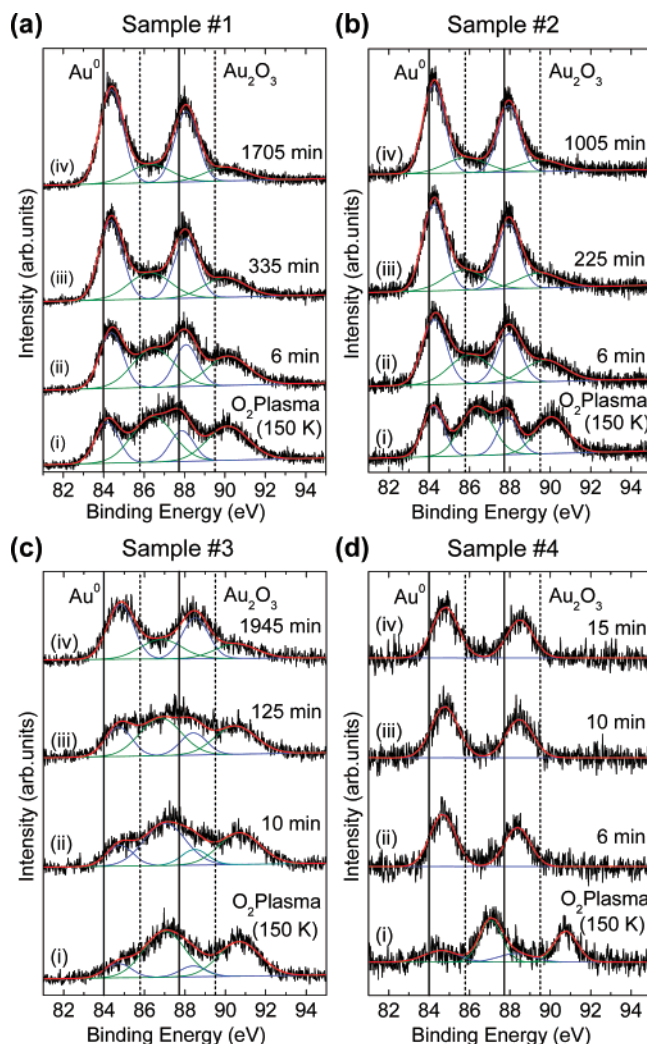 (a) Sample #1
Au⁰ Au₂O₃
(iv) 1705 min
(iii) 335 min
(ii) 6 min
O₂Plasma
(150 K)
(i)
Intensity (arb.units)
82 84 86 88 90 92 94
Binding Energy (eV)
(b) Sample #2
Au⁰ Au₂O₃
(iv) 1005 min
(iii) 225 min
(ii) 6 min
O₂Plasma
(150 K)
(i)
Intensity (arb.units)
82 84 86 88 90 92 94
Binding Energy (eV)
(c) Sample #3
Au⁰ Au₂O₃
(iv) 1945 min
(iii) 125 min
(ii) 10 min
O₂Plasma
(150 K)
(i)
Intensity (arb.units)
82 84 86 88 90 92 94
Binding Energy (eV)
(d) Sample #4
Au⁰ Au₂O₃
(iv) 15 min
(iii) 10 min
(ii) 6 min
O₂Plasma
(150 K)
(i)
Intensity (arb.units)
82 84 86 88 90 92 94
Binding Energy (eV)